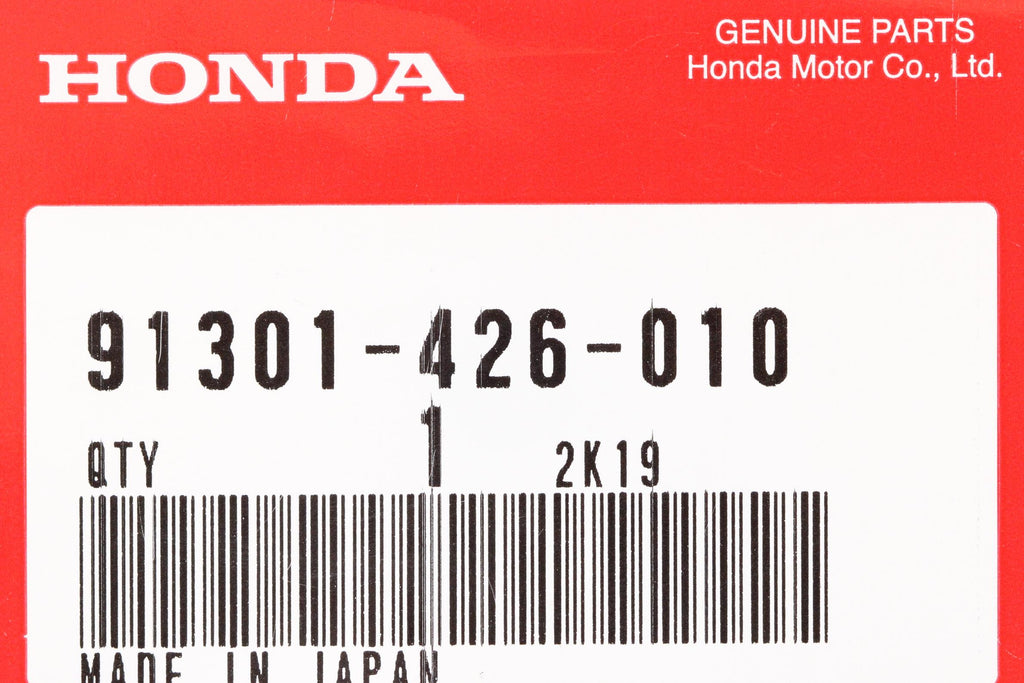 HONDA
GENUINE PARTS
Honda Motor Co., Ltd.
91301-426-010
QTY 1 2K19
MADE IN JAPAN